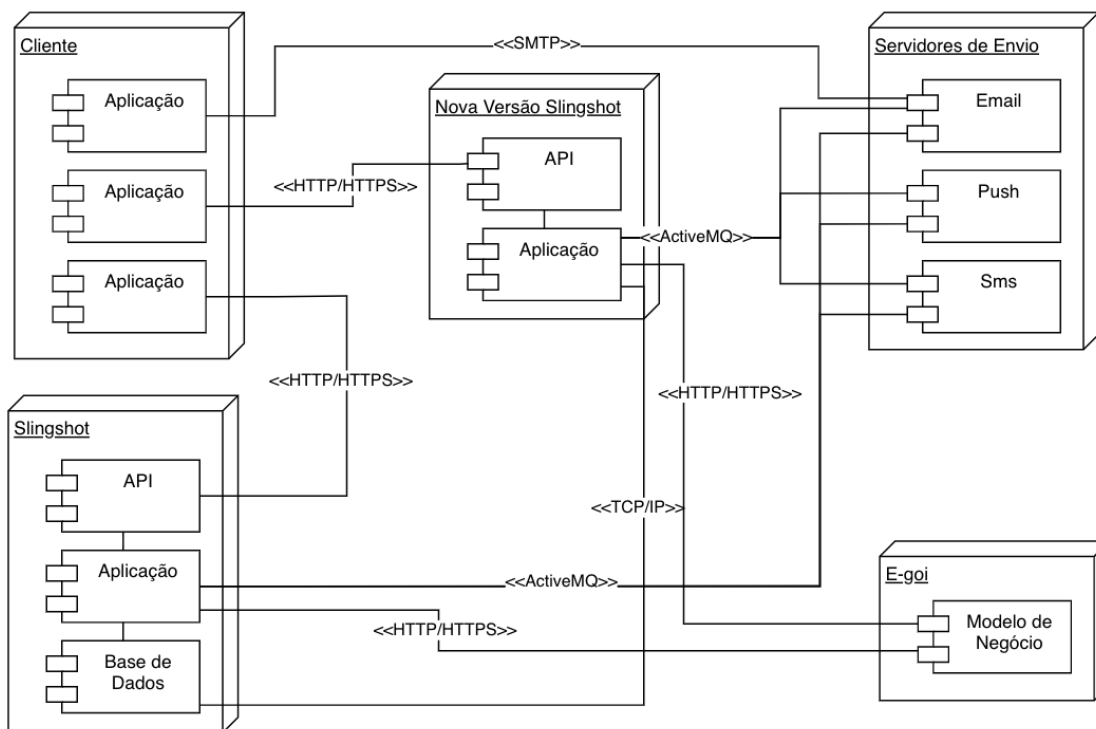 Cliente
Aplicação
Aplicação
Aplicação
<<SMTP>>
Servidores de Envio
Email
Push
Sms
Nova Versão Slingshot
API
Aplicação
<<HTTP/HTTPS>>
<<ActiveMQ>>
<<HTTP/HTTPS>>
<<HTTP/HTTPS>>
Slingshot
API
Aplicação
Base de
Dados
<<TCP/IP>>
<<ActiveMQ>>
<<HTTP/HTTPS>>
E-goi
Modelo de
Negócio